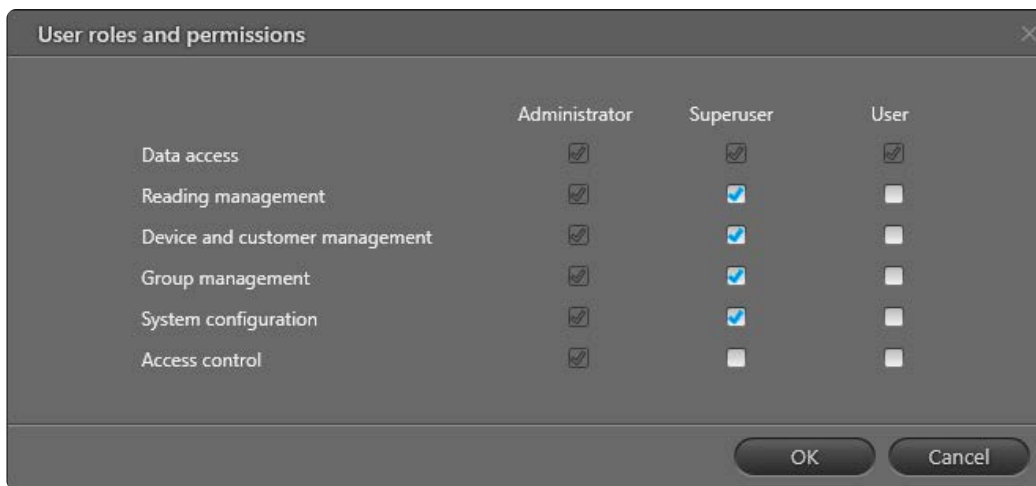 User roles and permissions
Administrator Superuser User
Data access
Reading management
Device and customer management
Group management
System configuration
Access control
OK Cancel